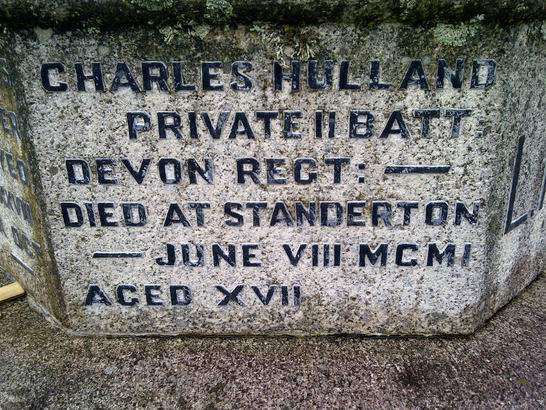 CHARLES HULLAND
PRIVATE II BATT:
DEVON REGT: —
DIED AT STANDERTON
— JUNE VIII MCMI
AGED XVII